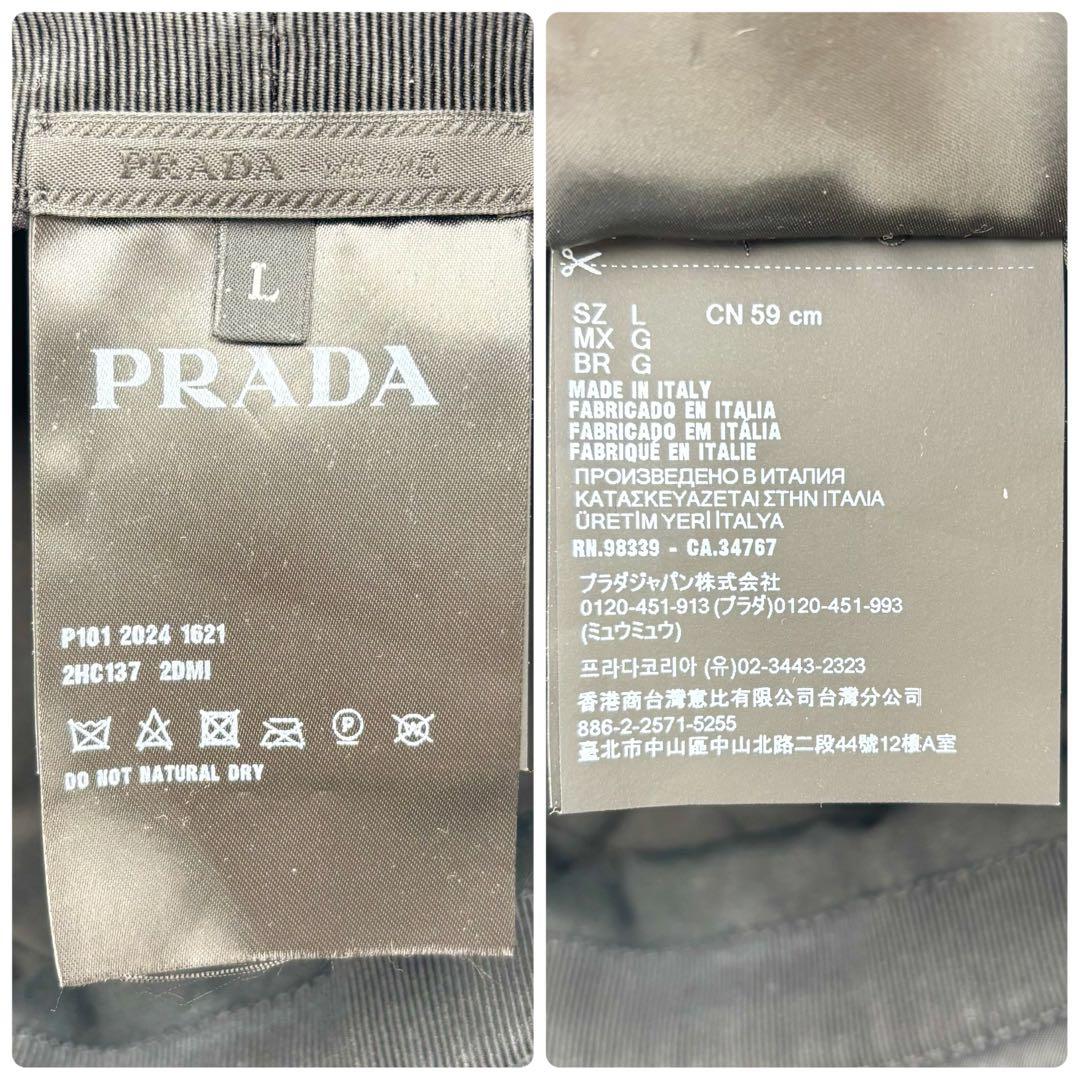 PRADA
L
PRADA
P101 2024 1621
2HC137 2DMI
P
DO NOT NATURAL DRY
SZ L CN 59 cm
MX G
BR G
MADE IN ITALY
FABRICADO EN ITALIA
FABRICADO EM ITÁLIA
FABRIQUÉ EN ITALIE
ПРОИЗВЕДЕНО В ИТАЛИЯ
ΚΑΤΑΣΚΕΥΑΖΕΤΑΙ ΣΤΗΝ ΙΤΑΛΙΑ
ÜRETİM YERİ İTALYA
RN.98339 - CA.34767
プラダジャパン株式会社
0120-451-913 (プラダ)0120-451-993
(ミュウミュウ)
프라다코리아 (유)02-3443-2323
香港商台灣意比有限公司台灣分公司
886-2-2571-5255
臺北市中山區中山北路二段44號12樓A室